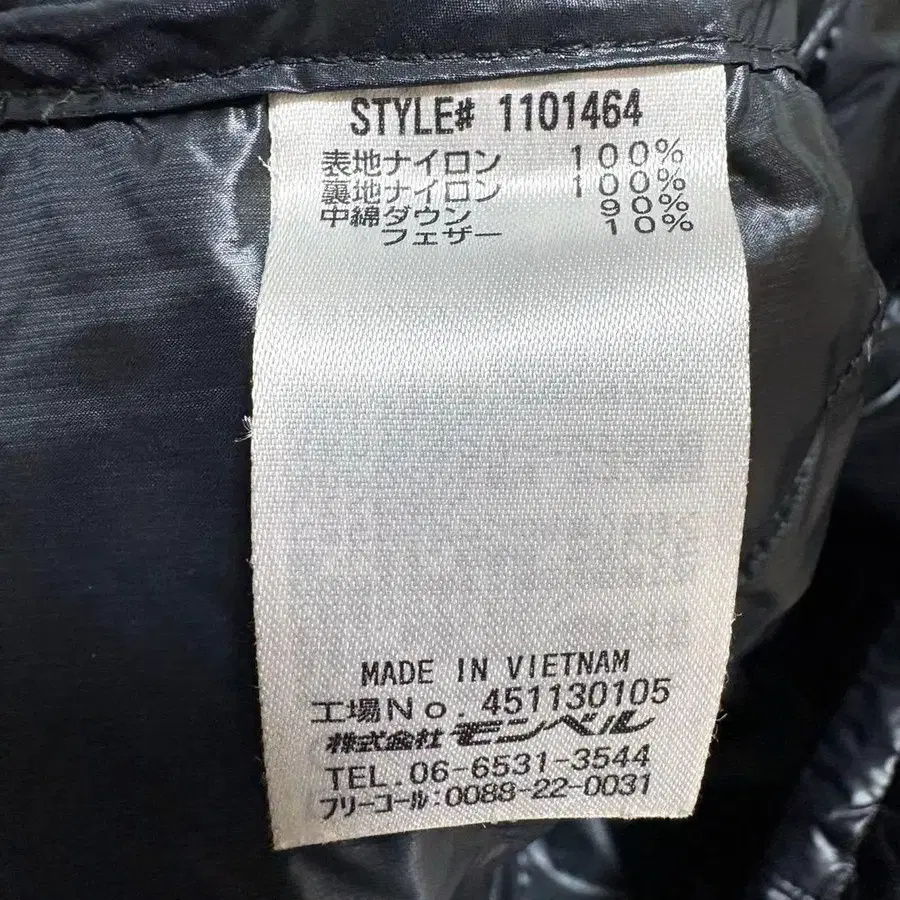 STYLE# 1101464
表地ナイロン 100%
裏地ナイロン 100%
中綿ダウン 90%
フェザー 10%
MADE IN VIETNAM
工場No. 451130105
株式会社 モンベル
TEL. 06-6531-3544
フリーコール:0088-22-0031